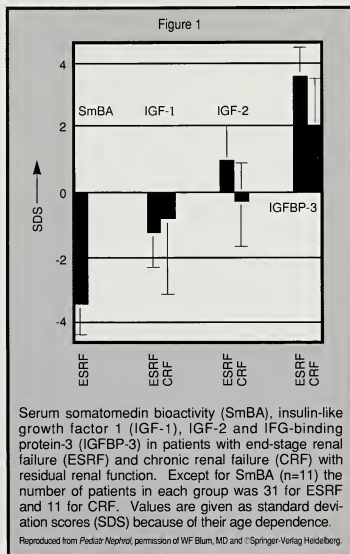 Figure 1
4
SmBA IGF-1 IGF-2
2
0
IGFBP-3
SDS
-2
-4
ESRF ESRF CRF ESRF CRF ESRF CRF
Serum somatomedin bioactivity (SmBA), insulin-like
growth factor 1 (IGF-1), IGF-2 and IFG-binding
protein-3 (IGFBP-3) in patients with end-stage renal
failure (ESRF) and chronic renal failure (CRF) with
residual renal function. Except for SmBA (n=11) the
number of patients in each group was 31 for ESRF
and 11 for CRF. Values are given as standard devi-
ation scores (SDS) because of their age dependence.
Reproduced from Pediatr Nephrol, permission of WF Blum, MD and ©Springer-Verlag Heidelberg.